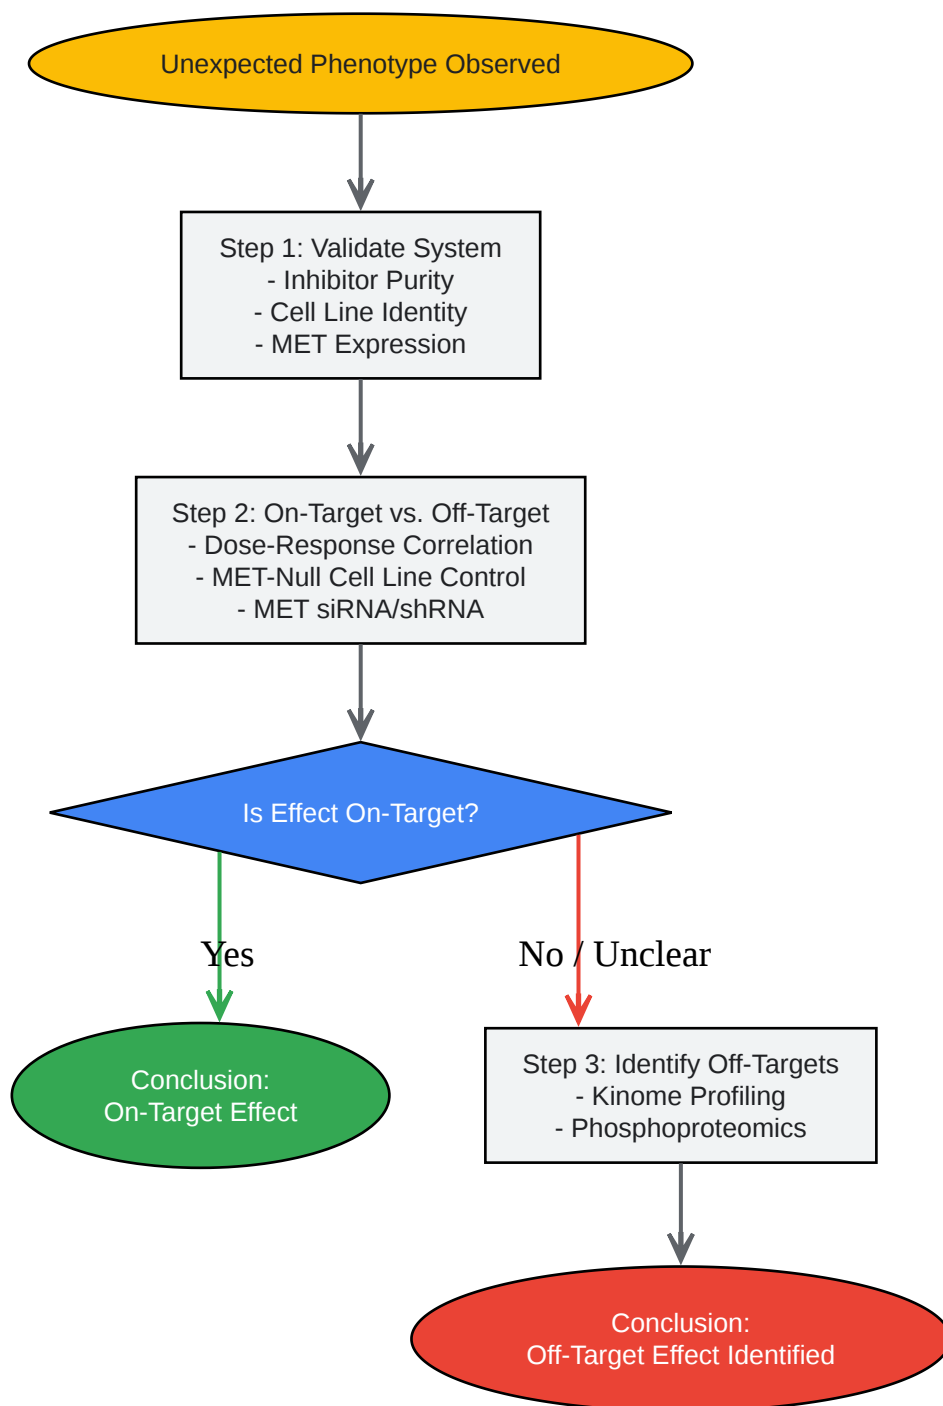 Unexpected Phenotype Observed
Step 1: Validate System
- Inhibitor Purity
- Cell Line Identity
- MET Expression
Step 2: On-Target vs. Off-Target
- Dose-Response Correlation
- MET-Null Cell Line Control
- MET siRNA/shRNA
Is Effect On-Target?
Yes
No / Unclear
Conclusion:
On-Target Effect
Step 3: Identify Off-Targets
- Kinome Profiling
- Phosphoproteomics
Conclusion:
Off-Target Effect Identified